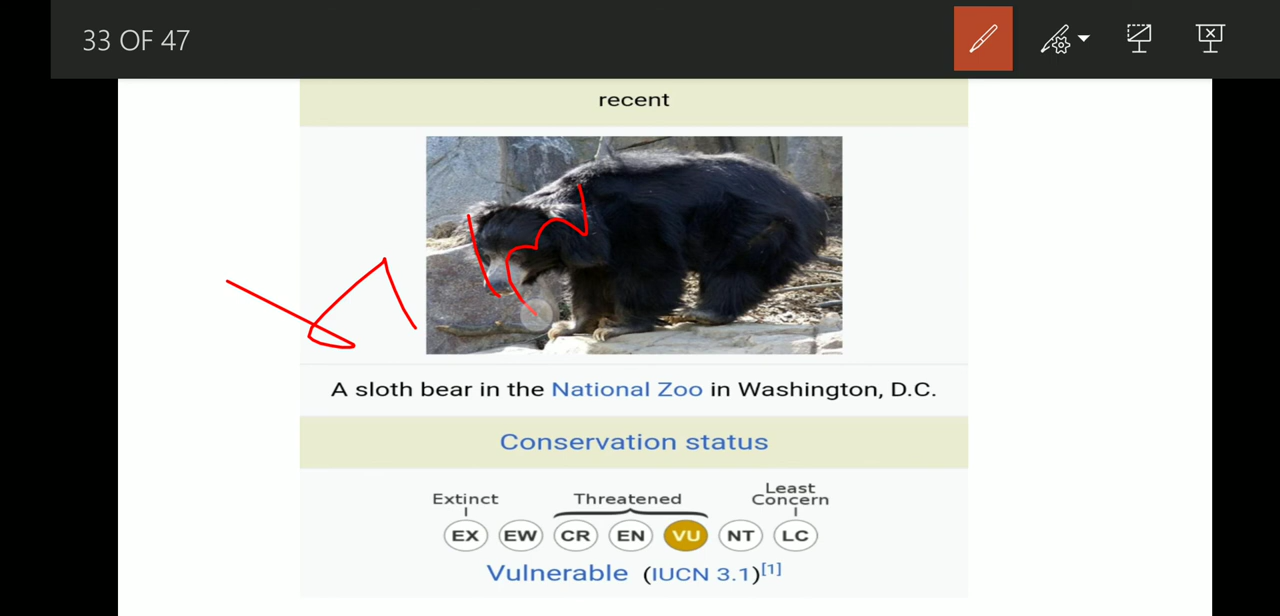 33 OF 47
recent
A sloth bear in the National Zoo in Washington, D.C.
Conservation status
Extinct Threatened Least Concern
EX EW CR EN VU NT LC
Vulnerable (IUCN 3.1)[1]